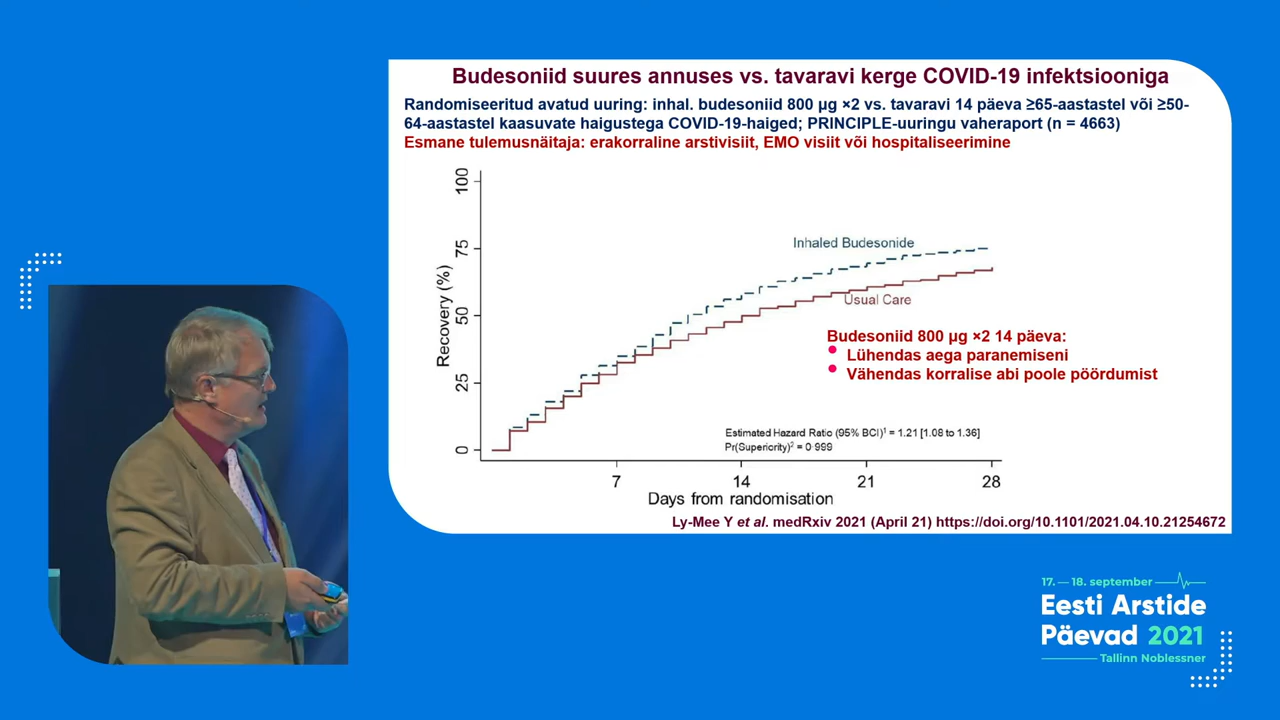 Budesoniid suures annuses vs. tavaravi kerge COVID-19 infektsiooniga
Randomiseeritud avatud uuring: inhal. budesoniid 800 µg ×2 vs. tavaravi 14 päeva ≥65-aastastel või ≥50-
64-aastastel kaasuvate haigustega COVID-19-haiged; PRINCIPLE-uuringu vaheraport (n = 4663)
Esmane tulemusnäitaja: erakorraline arstivisiit, EMO visiit või hospitaliseerimine
Recovery (%)
100
75
50
25
0
Inhaled Budesonide
Usual Care
Budesoniid 800 µg ×2 14 päeva:
Lühendas aega paranemiseni
Vähendas korralise abi poole pöördumist
Estimated Hazard Ratio (95% BCI)¹ = 1.21 [1.08 to 1.36]
Pr(Superiority)² = 0·999
7 14 21 28
Days from randomisation
Ly-Mee Y et al. medRxiv 2021 (April 21) https://doi.org/10.1101/2021.04.10.21254672
17. — 18. september
Eesti Arstide
Päevad 2021
Tallinn Noblessner